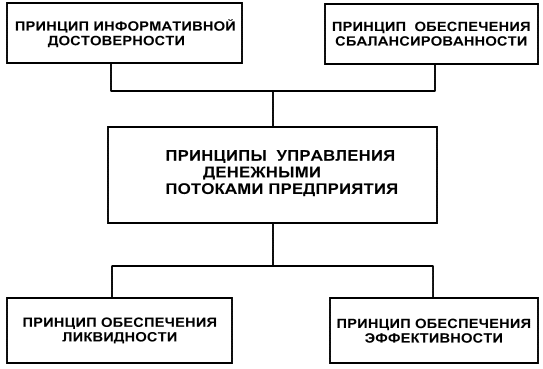 ПРИНЦИП ИНФОРМАТИВНОЙ
ДОСТОВЕРНОСТИ
ПРИНЦИП ОБЕСПЕЧЕНИЯ
СБАЛАНСИРОВАННОСТИ
ПРИНЦИПЫ УПРАВЛЕНИЯ
ДЕНЕЖНЫМИ
ПОТОКАМИ ПРЕДПРИЯТИЯ
ПРИНЦИП ОБЕСПЕЧЕНИЯ
ЛИКВИДНОСТИ
ПРИНЦИП ОБЕСПЕЧЕНИЯ
ЭФФЕКТИВНОСТИ